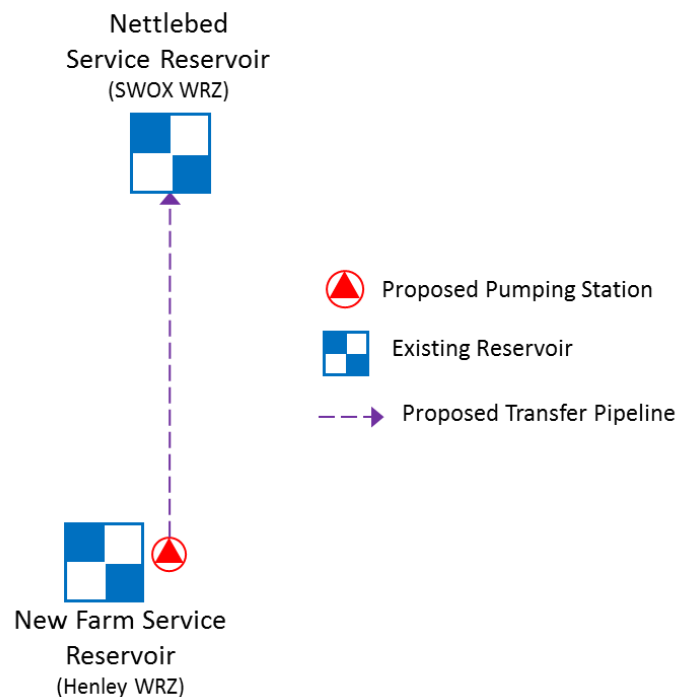 Nettlebed
Service Reservoir
(SWOX WRZ)
Proposed Pumping Station
Existing Reservoir
Proposed Transfer Pipeline
New Farm Service
Reservoir
(Henley WRZ)